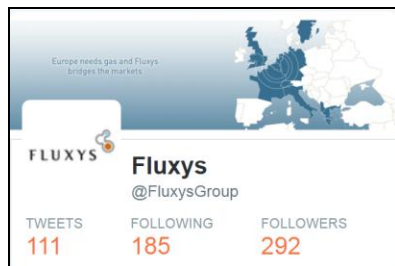 Europe needs gas and Fluxys
bridges the markets
FLUXYS
Fluxys
@FluxysGroup
TWEETS FOLLOWING FOLLOWERS
111 185 292